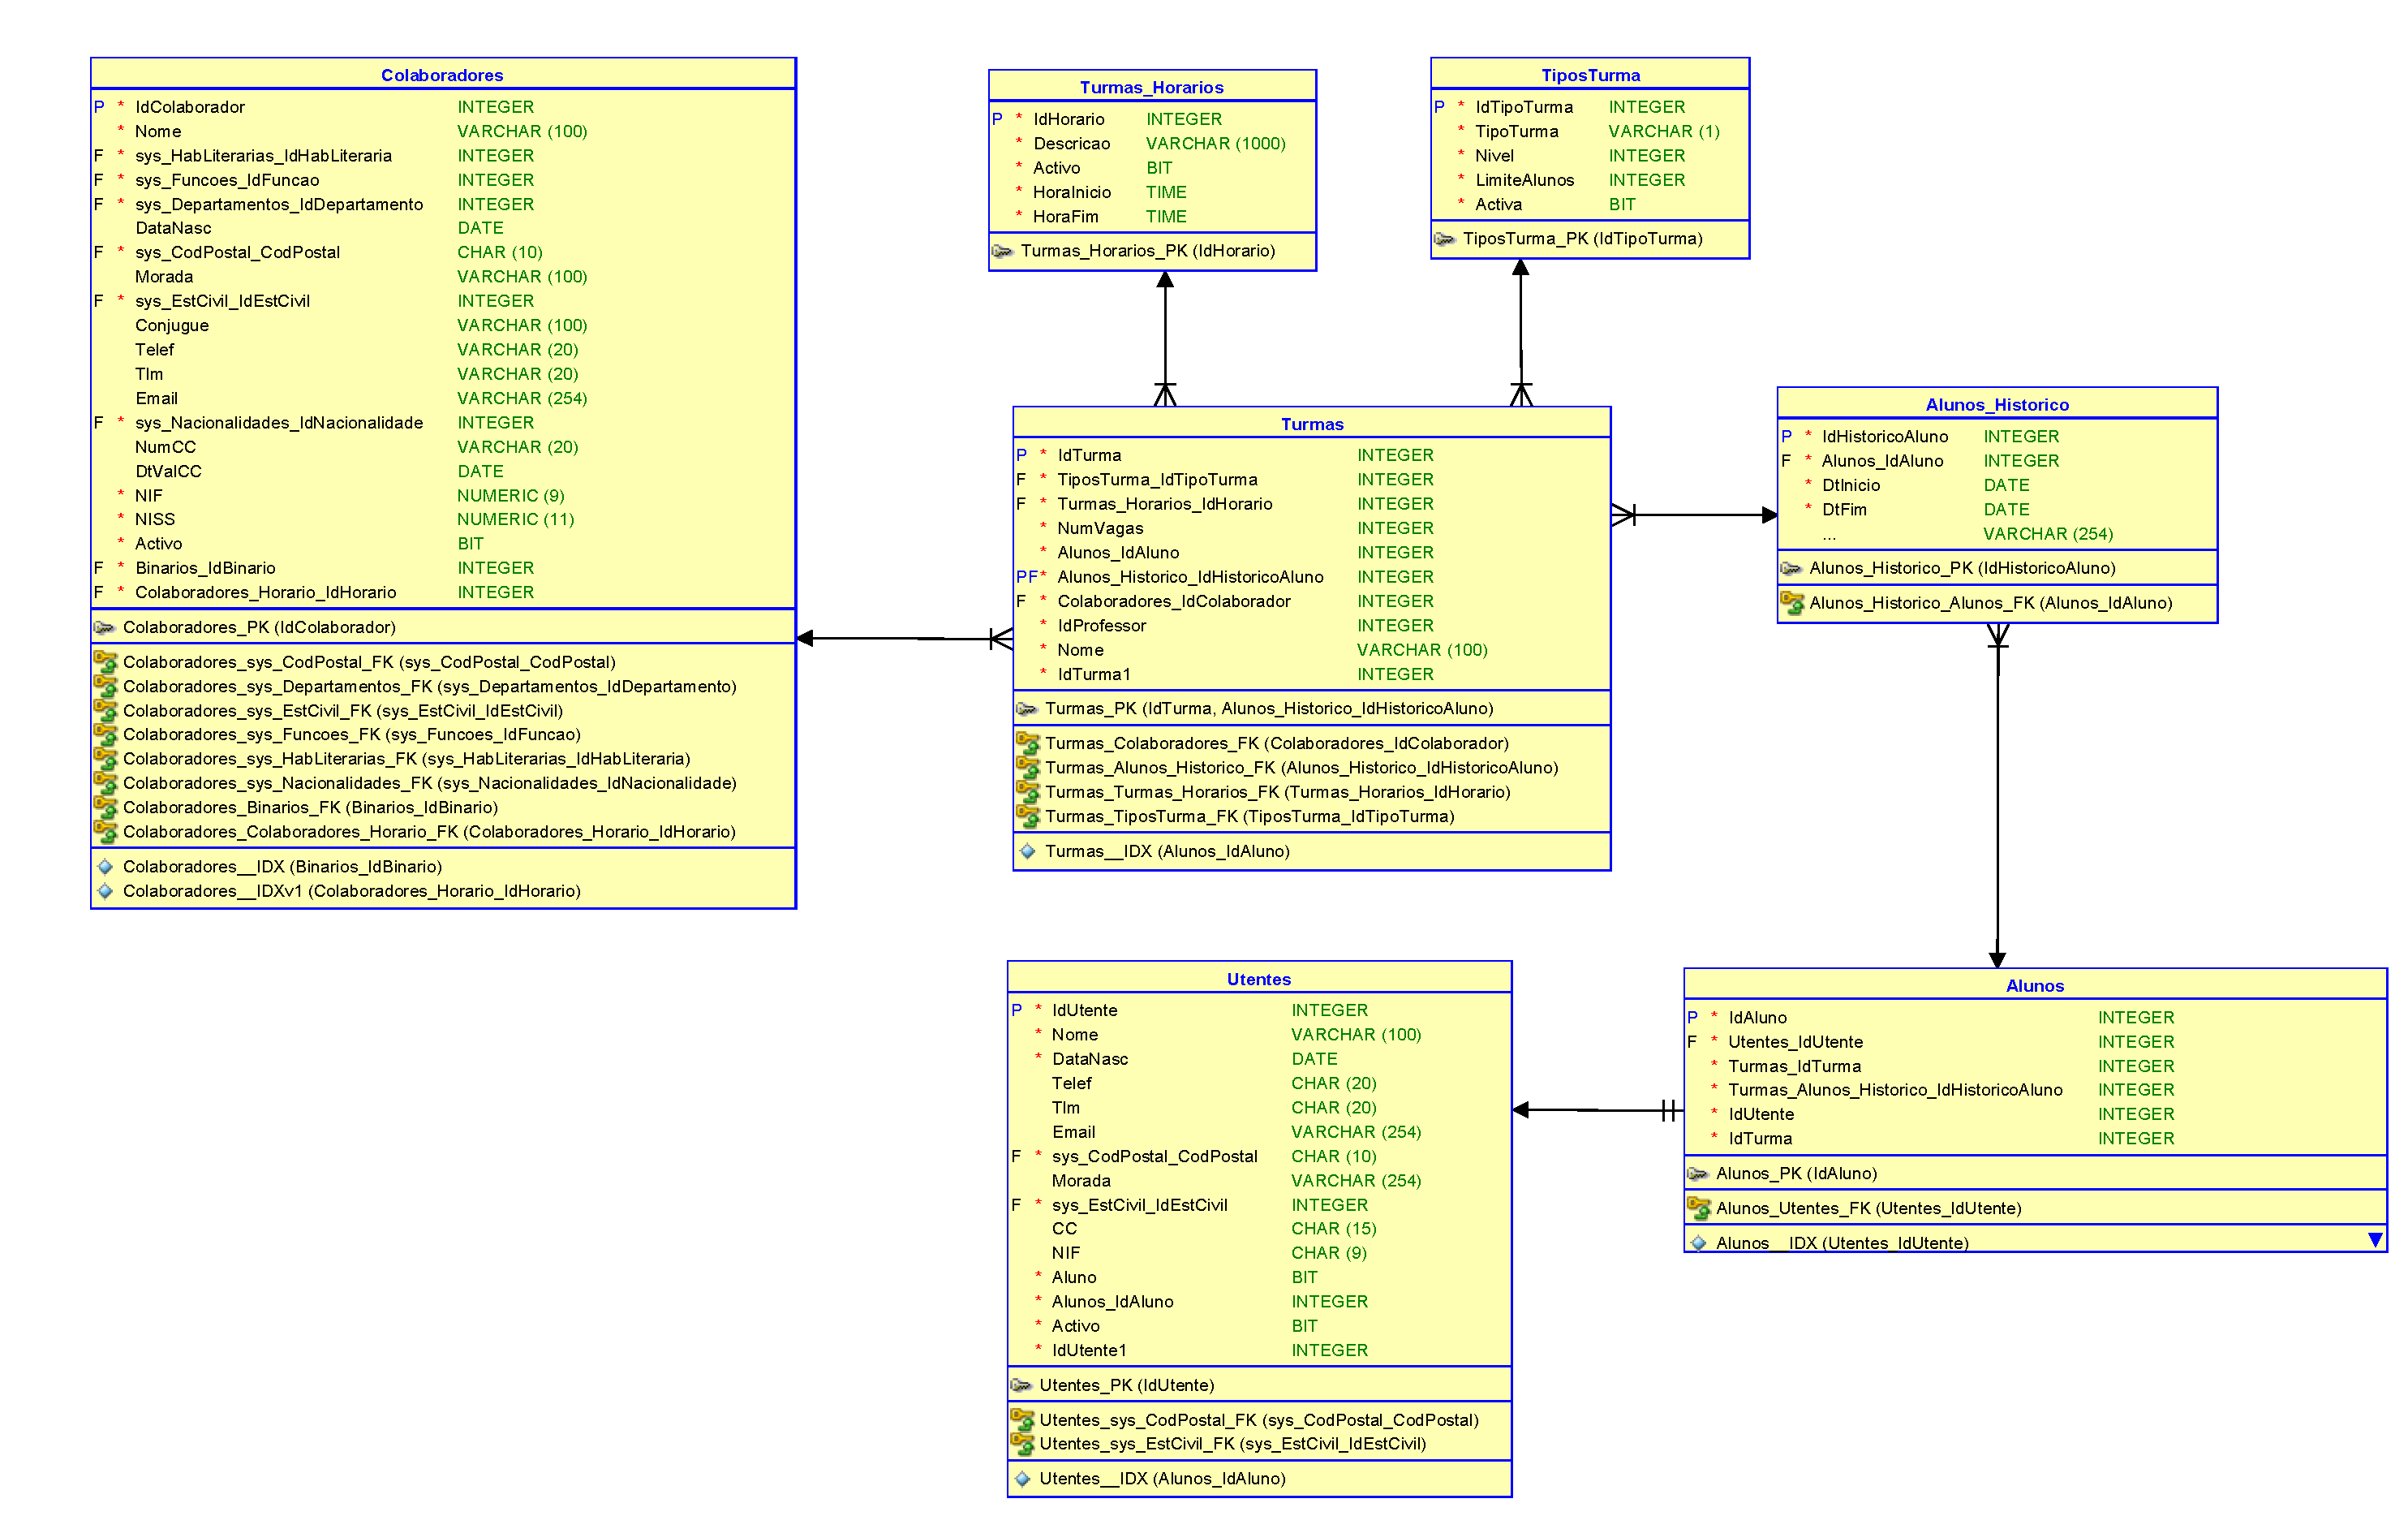 Colaboradores
P * IdColaborador INTEGER
* Nome VARCHAR (100)
F * sys_HabLiterarias_IdHabLiteraria INTEGER
F * sys_Funcoes_IdFuncao INTEGER
F * sys_Departamentos_IdDepartamento INTEGER
DataNasc DATE
F * sys_CodPostal_CodPostal CHAR (10)
Morada VARCHAR (100)
F * sys_EstCivil_IdEstCivil INTEGER
Conjugue VARCHAR (100)
Telef VARCHAR (20)
Tlm VARCHAR (20)
Email VARCHAR (254)
F * sys_Nacionalidades_IdNacionalidade INTEGER
NumCC VARCHAR (20)
DtValCC DATE
* NIF NUMERIC (9)
* NISS NUMERIC (11)
* Activo BIT
F * Binarios_IdBinario INTEGER
F * Colaboradores_Horario_IdHorario INTEGER
Colaboradores_PK (IdColaborador)
Colaboradores_sys_CodPostal_FK (sys_CodPostal_CodPostal)
Colaboradores_sys_Departamentos_FK (sys_Departamentos_IdDepartamento)
Colaboradores_sys_EstCivil_FK (sys_EstCivil_IdEstCivil)
Colaboradores_sys_Funcoes_FK (sys_Funcoes_IdFuncao)
Colaboradores_sys_HabLiterarias_FK (sys_HabLiterarias_IdHabLiteraria)
Colaboradores_sys_Nacionalidades_FK (sys_Nacionalidades_IdNacionalidade)
Colaboradores_Binarios_FK (Binarios_IdBinario)
Colaboradores_Colaboradores_Horario_FK (Colaboradores_Horario_IdHorario)
Colaboradores__IDX (Binarios_IdBinario)
Colaboradores__IDXv1 (Colaboradores_Horario_IdHorario)
Turmas_Horarios
P * IdHorario INTEGER
* Descricao VARCHAR (1000)
* Activo BIT
* HoraInicio TIME
* HoraFim TIME
Turmas_Horarios_PK (IdHorario)
TiposTurma
P * IdTipoTurma INTEGER
* TipoTurma VARCHAR (1)
* Nivel INTEGER
* LimiteAlunos INTEGER
* Activa BIT
TiposTurma_PK (IdTipoTurma)
Turmas
P * IdTurma INTEGER
F * TiposTurma_IdTipoTurma INTEGER
F * Turmas_Horarios_IdHorario INTEGER
* NumVagas INTEGER
* Alunos_IdAluno INTEGER
PF* Alunos_Historico_IdHistoricoAluno INTEGER
F * Colaboradores_IdColaborador INTEGER
* IdProfessor INTEGER
* Nome VARCHAR (100)
* IdTurma1 INTEGER
Turmas_PK (IdTurma, Alunos_Historico_IdHistoricoAluno)
Turmas_Colaboradores_FK (Colaboradores_IdColaborador)
Turmas_Alunos_Historico_FK (Alunos_Historico_IdHistoricoAluno)
Turmas_Turmas_Horarios_FK (Turmas_Horarios_IdHorario)
Turmas_TiposTurma_FK (TiposTurma_IdTipoTurma)
Turmas__IDX (Alunos_IdAluno)
Alunos_Historico
P * IdHistoricoAluno INTEGER
F * Alunos_IdAluno INTEGER
* DtInicio DATE
* DtFim DATE
... VARCHAR (254)
Alunos_Historico_PK (IdHistoricoAluno)
Alunos_Historico_Alunos_FK (Alunos_IdAluno)
Utentes
P * IdUtente INTEGER
* Nome VARCHAR (100)
* DataNasc DATE
Telef CHAR (20)
Tlm CHAR (20)
Email VARCHAR (254)
F * sys_CodPostal_CodPostal CHAR (10)
Morada VARCHAR (254)
F * sys_EstCivil_IdEstCivil INTEGER
CC CHAR (15)
NIF CHAR (9)
* Aluno BIT
* Alunos_IdAluno INTEGER
* Activo BIT
* IdUtente1 INTEGER
Utentes_PK (IdUtente)
Utentes_sys_CodPostal_FK (sys_CodPostal_CodPostal)
Utentes_sys_EstCivil_FK (sys_EstCivil_IdEstCivil)
Utentes__IDX (Alunos_IdAluno)
Alunos
P * IdAluno INTEGER
F * Utentes_IdUtente INTEGER
* Turmas_IdTurma INTEGER
* Turmas_Alunos_Historico_IdHistoricoAluno INTEGER
* IdUtente INTEGER
* IdTurma INTEGER
Alunos_PK (IdAluno)
Alunos_Utentes_FK (Utentes_IdUtente)
Alunos__IDX (Utentes_IdUtente)